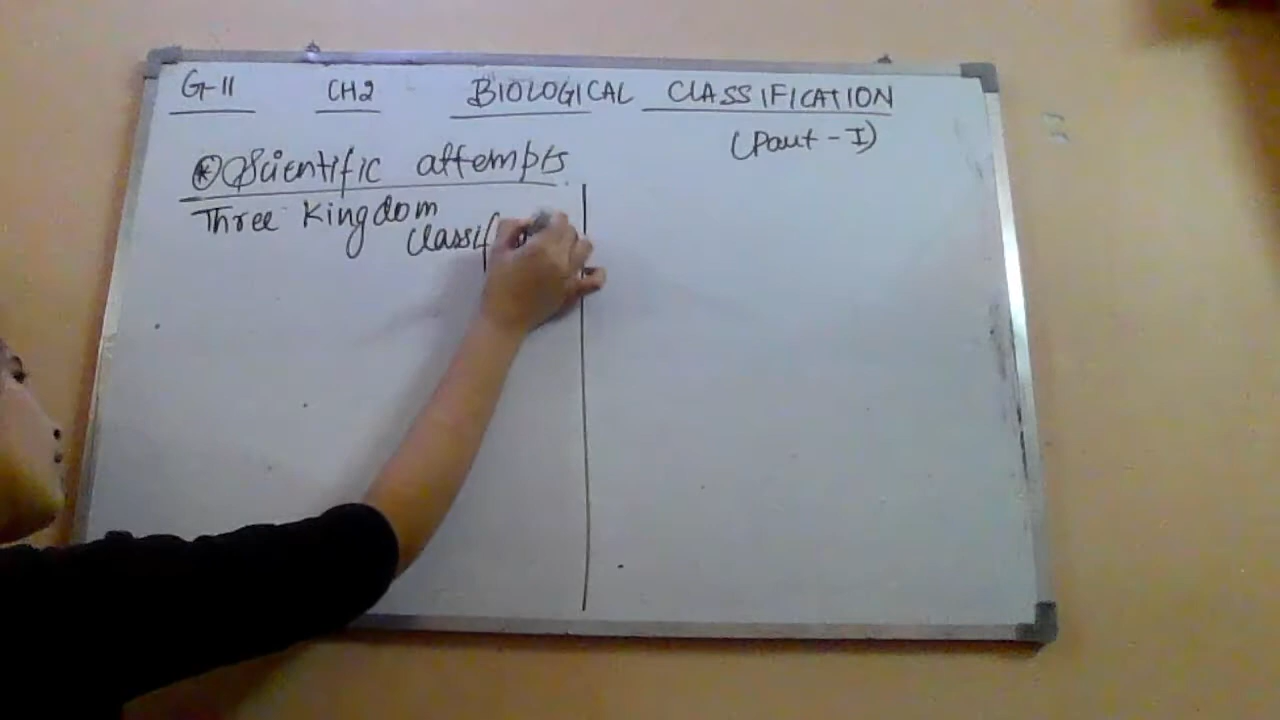 G-11 CH2 BIOLOGICAL CLASSIFICATION
(Part - I)
Scientific attempts
Three Kingdom